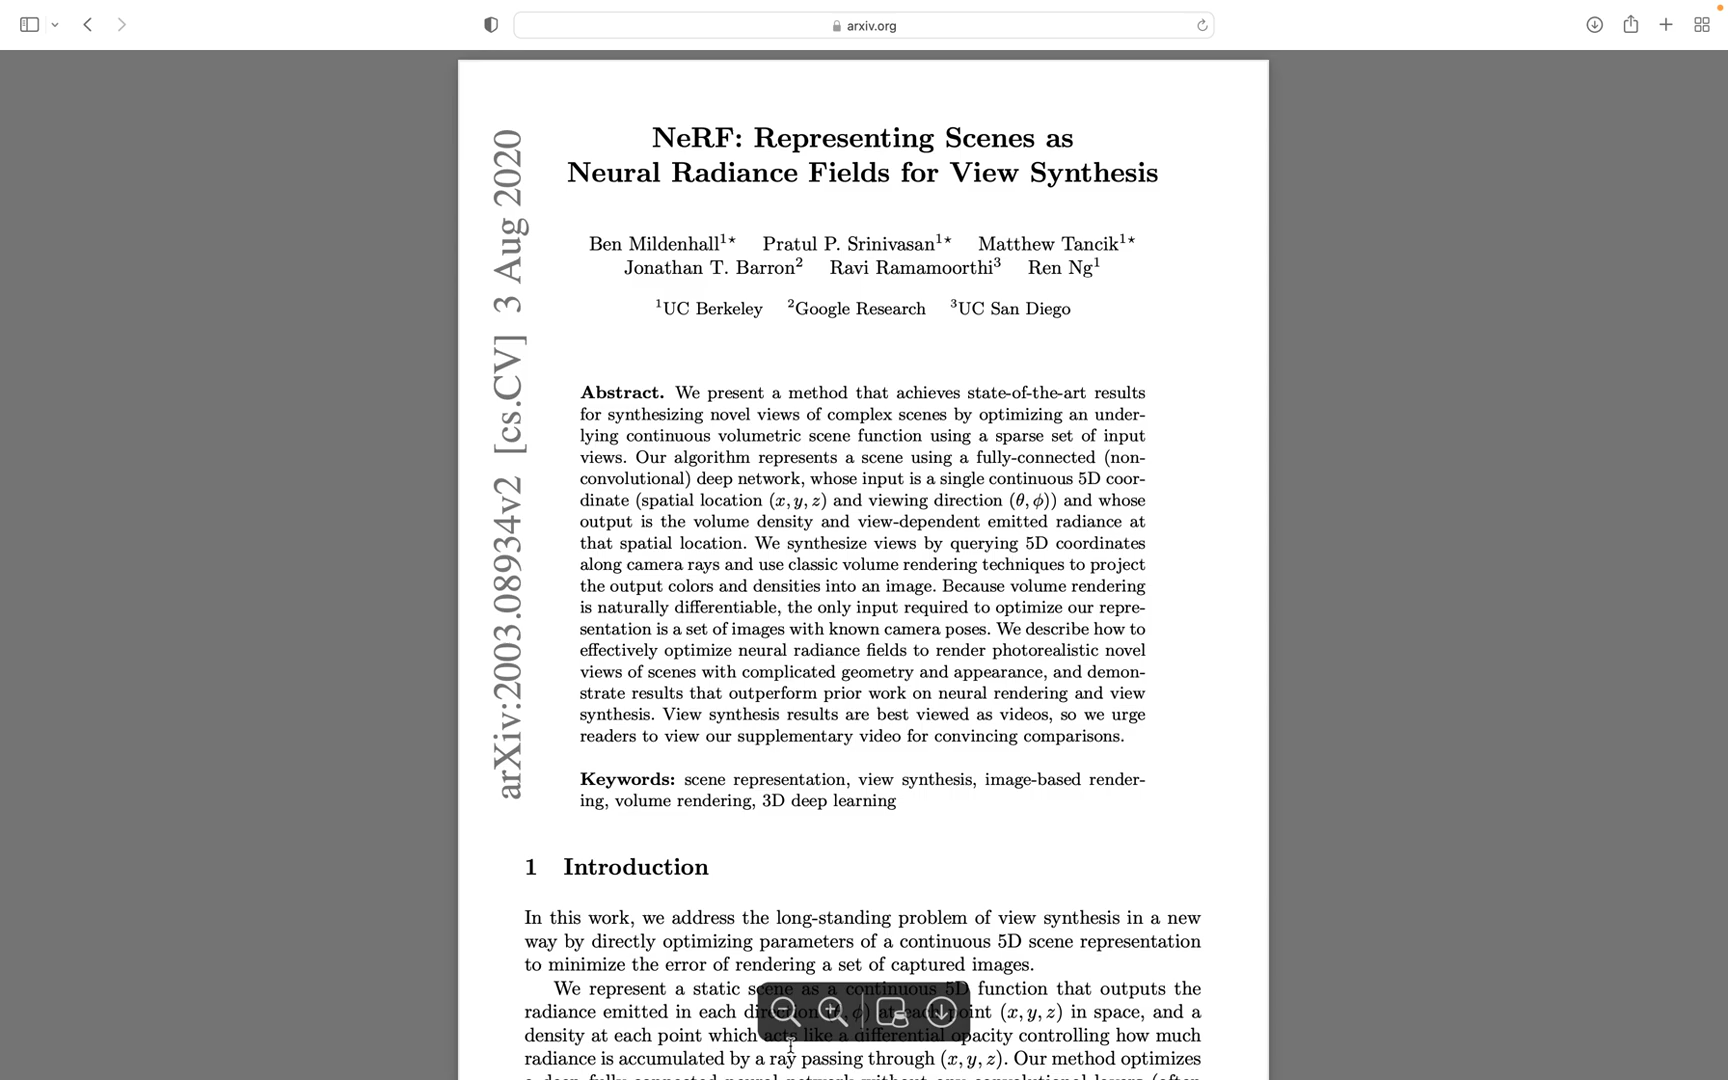 arxiv.org
NeRF: Representing Scenes as
Neural Radiance Fields for View Synthesis
Ben Mildenhall¹⋆ Pratul P. Srinivasan¹⋆ Matthew Tancik¹⋆
Jonathan T. Barron² Ravi Ramamoorthi³ Ren Ng¹
¹UC Berkeley ²Google Research ³UC San Diego
arXiv:2003.08934v2 [cs.CV] 3 Aug 2020
Abstract. We present a method that achieves state-of-the-art results
for synthesizing novel views of complex scenes by optimizing an under-
lying continuous volumetric scene function using a sparse set of input
views. Our algorithm represents a scene using a fully-connected (non-
convolutional) deep network, whose input is a single continuous 5D coor-
dinate (spatial location (x, y, z) and viewing direction (θ, ϕ)) and whose
output is the volume density and view-dependent emitted radiance at
that spatial location. We synthesize views by querying 5D coordinates
along camera rays and use classic volume rendering techniques to project
the output colors and densities into an image. Because volume rendering
is naturally differentiable, the only input required to optimize our repre-
sentation is a set of images with known camera poses. We describe how to
effectively optimize neural radiance fields to render photorealistic novel
views of scenes with complicated geometry and appearance, and demon-
strate results that outperform prior work on neural rendering and view
synthesis. View synthesis results are best viewed as videos, so we urge
readers to view our supplementary video for convincing comparisons.
Keywords: scene representation, view synthesis, image-based render-
ing, volume rendering, 3D deep learning
1 Introduction
In this work, we address the long-standing problem of view synthesis in a new
way by directly optimizing parameters of a continuous 5D scene representation
to minimize the error of rendering a set of captured images.
We represent a static scene as a continuous 5D function that outputs the
radiance emitted in each direction (θ, ϕ) at each point (x, y, z) in space, and a
density at each point which acts like a differential opacity controlling how much
radiance is accumulated by a ray passing through (x, y, z). Our method optimizes